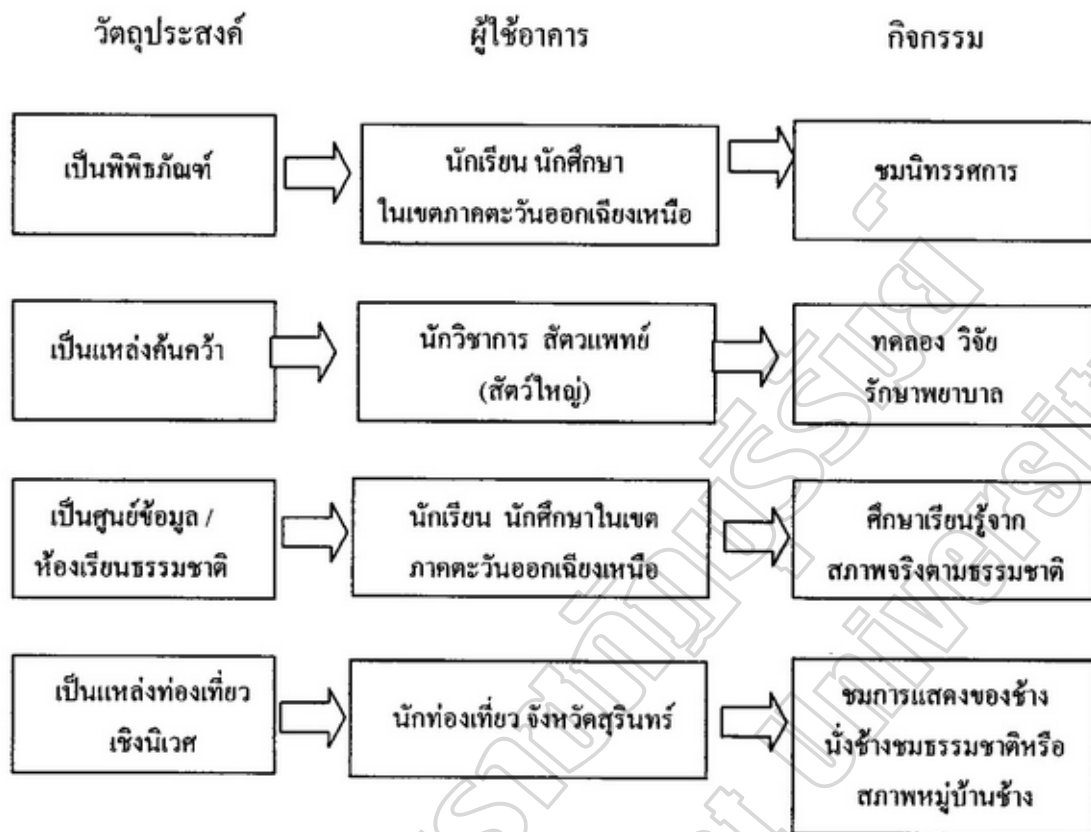 วัตถุประสงค์ ผู้ใช้อาคาร กิจกรรม
เป็นพิพิธภัณฑ์
นักเรียน นักศึกษา
ในเขตภาคตะวันออกเฉียงเหนือ
ชมนิทรรศการ
เป็นแหล่งค้นคว้า
นักวิชาการ สัตวแพทย์
(สัตว์ใหญ่)
ทดลอง วิจัย
รักษาพยาบาล
เป็นศูนย์ข้อมูล /
ห้องเรียนธรรมชาติ
นักเรียน นักศึกษาในเขต
ภาคตะวันออกเฉียงเหนือ
ศึกษาเรียนรู้จาก
สภาพจริงตามธรรมชาติ
เป็นแหล่งท่องเที่ยว
เชิงนิเวศ
นักท่องเที่ยว จังหวัดสุรินทร์
ชมการแสดงของช้าง
นั่งช้างชมธรรมชาติหรือ
สภาพหมู่บ้านช้าง